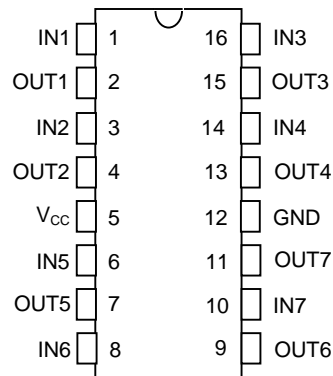 IN1 1 16 IN3
OUT1 2 15 OUT3
IN2 3 14 IN4
OUT2 4 13 OUT4
VCC 5 12 GND
IN5 6 11 OUT7
OUT5 7 10 IN7
IN6 8 9 OUT6